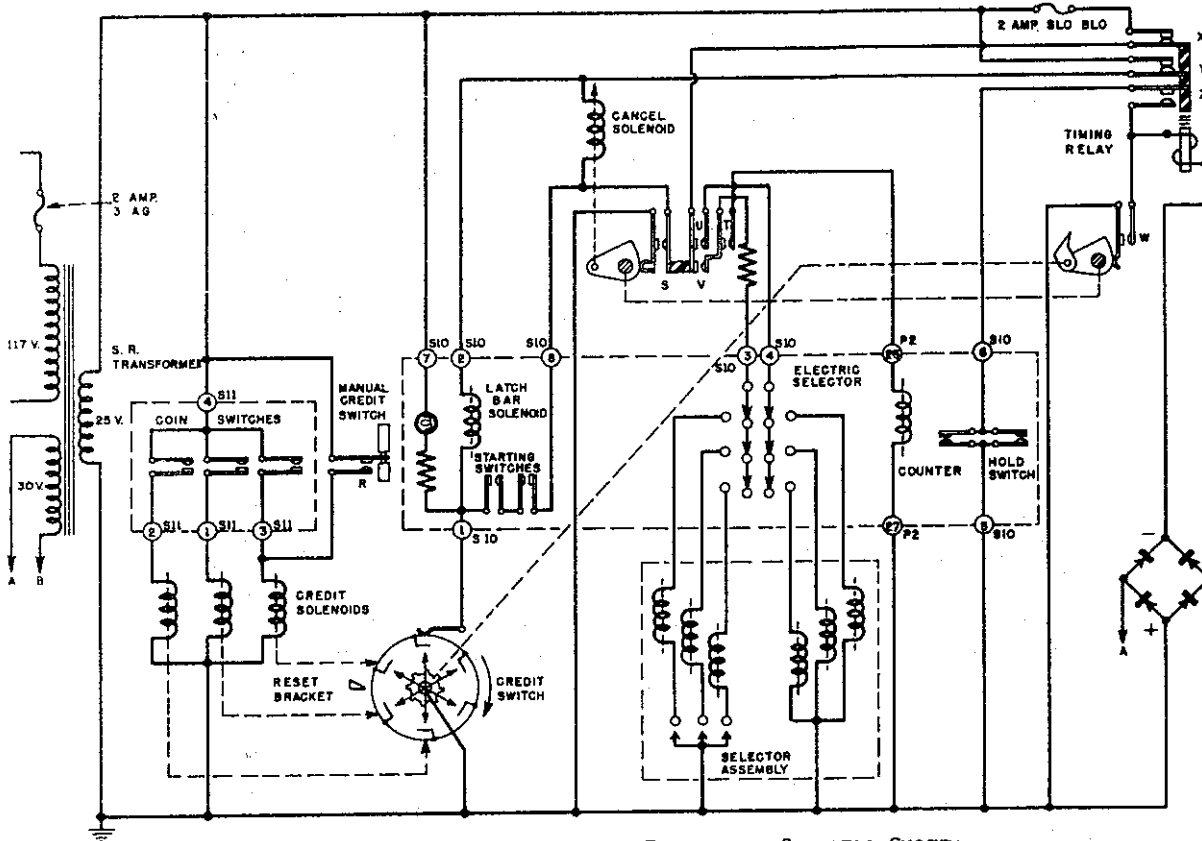 2 AMP. SLO BLO
X
Y
Z
TIMING
RELAY
CANCEL
SOLENOID
2 AMP.
3 AG
U
T
S
V
W
117 V.
S. R.
TRANSFORMER
25 V.
30 V.
A
B
4
S11
COIN SWITCHES
2
S11
1
S11
3
S11
MANUAL
CREDIT
SWITCH
R
7
S10
2
S10
8
S10
3
S10
4
S10
P2
6
S10
LATCH
BAR
SOLENOID
STARTING
SWITCHES
1
S10
ELECTRIC
SELECTOR
COUNTER
HOLD
SWITCH
27
P2
S10
CREDIT
SOLENOIDS
RESET
BRACKET
CREDIT
SWITCH
SELECTOR
ASSEMBLY
−
+
A